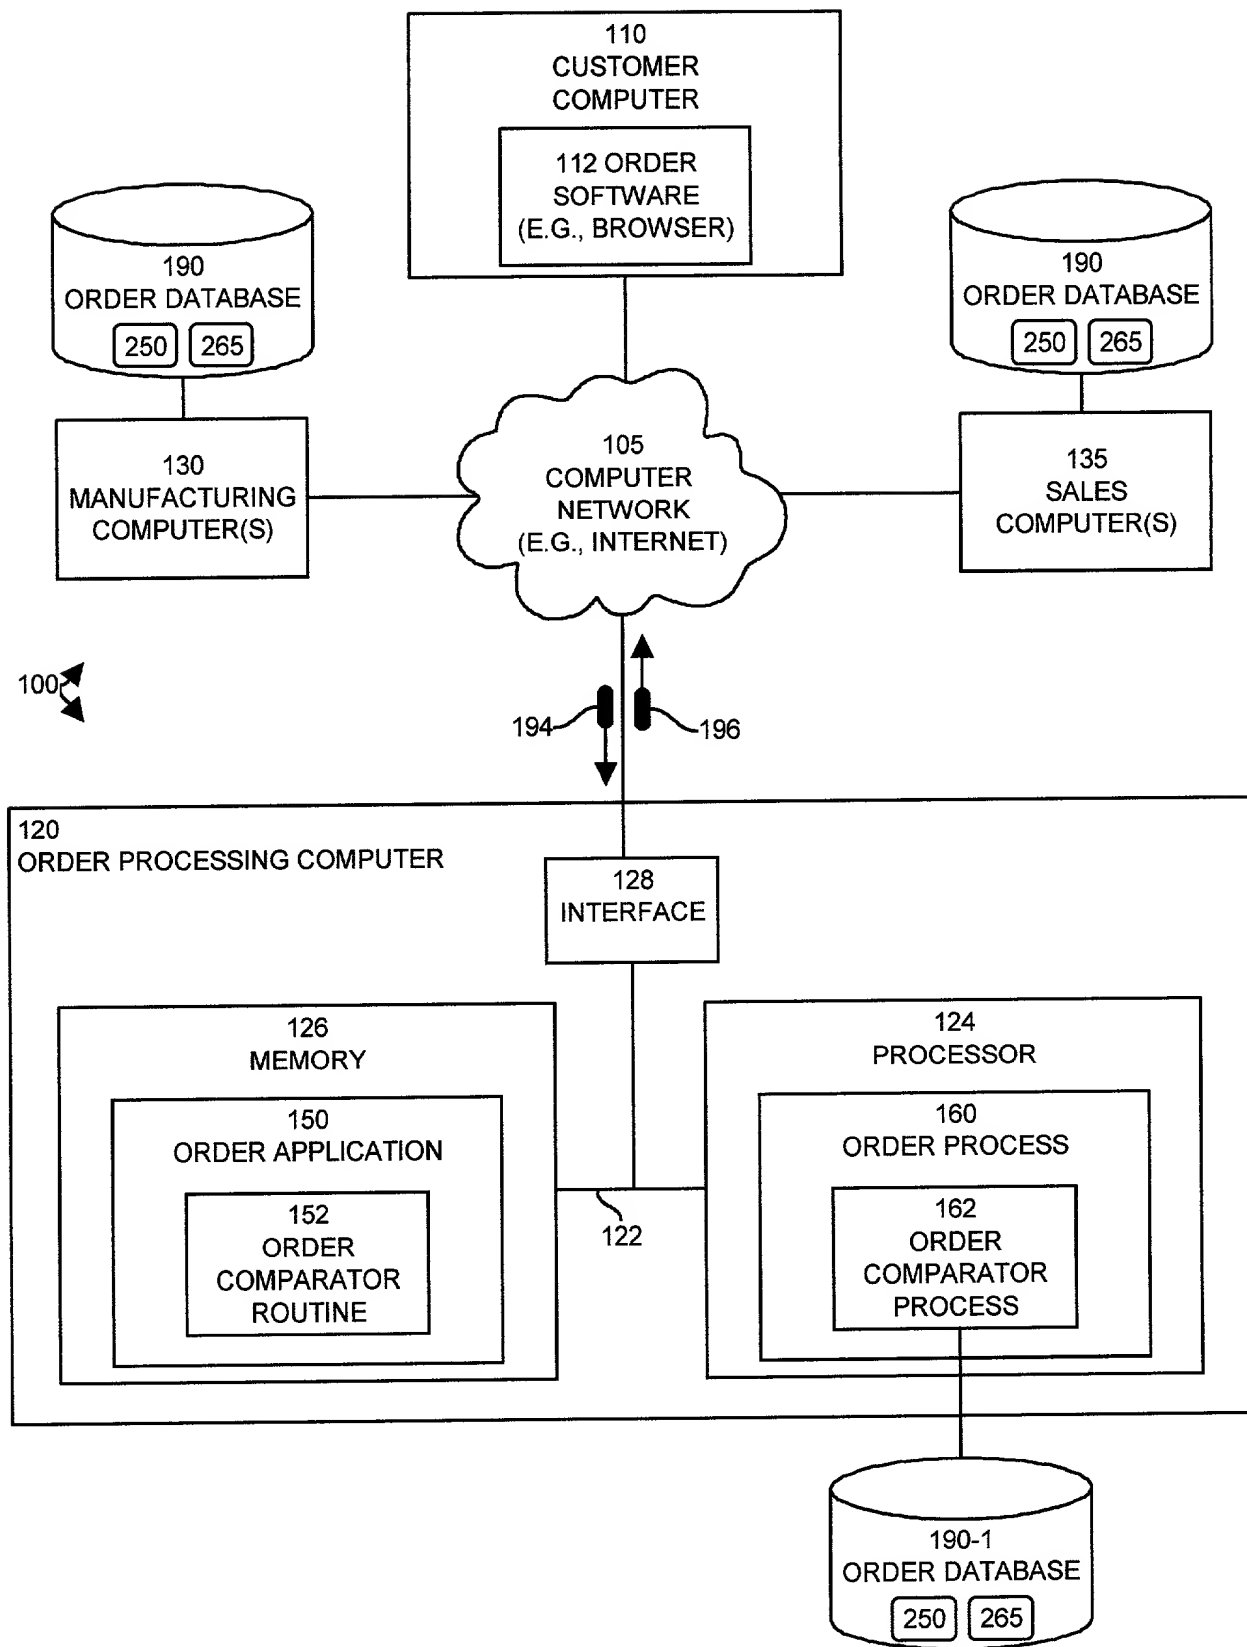 110
CUSTOMER
COMPUTER
112 ORDER
SOFTWARE
(E.G., BROWSER)
190
ORDER DATABASE
250 265
190
ORDER DATABASE
250 265
130
MANUFACTURING
COMPUTER(S)
105
COMPUTER
NETWORK
(E.G., INTERNET)
135
SALES
COMPUTER(S)
100
194
196
120
ORDER PROCESSING COMPUTER
128
INTERFACE
126
MEMORY
150
ORDER APPLICATION
152
ORDER
COMPARATOR
ROUTINE
122
124
PROCESSOR
160
ORDER PROCESS
162
ORDER
COMPARATOR
PROCESS
190-1
ORDER DATABASE
250 265